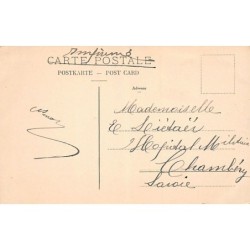 Imprimé
CARTE POSTALE
POSTKARTE - POST CARD
Adresse
Mademoiselle
E
Hôpital Militaire
Chambéry
Savoie